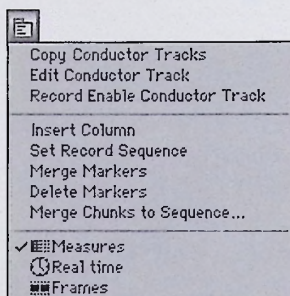 Copy Conductor Tracks
Edit Conductor Track
Record Enable Conductor Track
Insert Column
Set Record Sequence
Merge Markers
Delete Markers
Merge Chunks to Sequence...
✓Measures
Real time
Frames